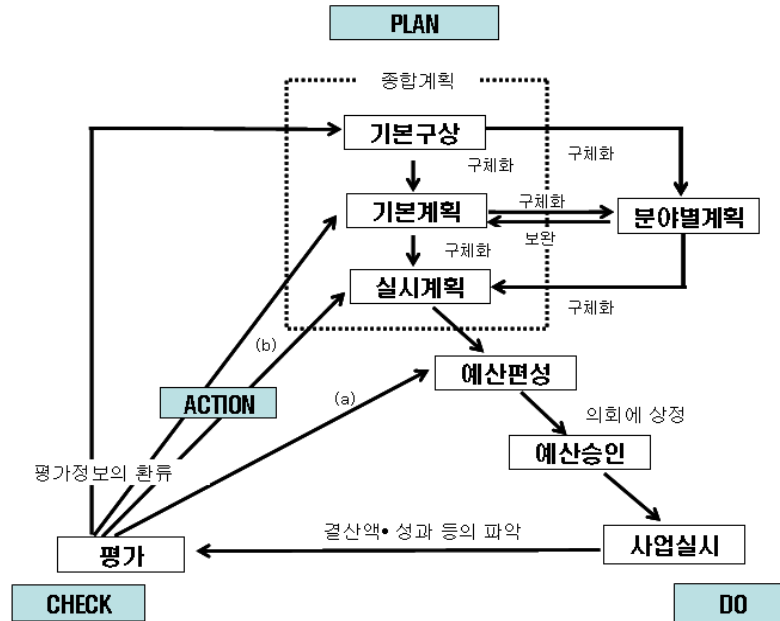 PLAN
종합계획
기본구상
구체화
구체화
기본계획
구체화
보완
분야별계획
구체화
실시계획
구체화
(b)
예산편성
ACTION
(a)
의회에 상정
예산승인
평가정보의 환류
결산액• 성과 등의 파악
평가
사업실시
CHECK
DO